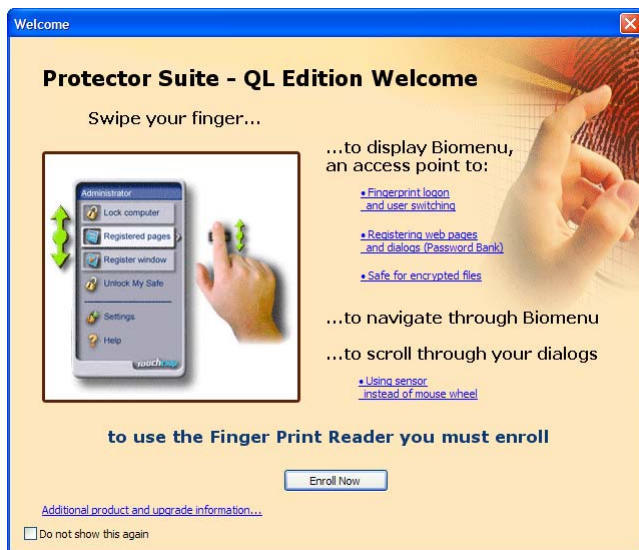 Welcome
Protector Suite - QL Edition Welcome
Swipe your finger...
Administrator
Lock computer
Registered pages
Register window
Unlock My Safe
Settings
Help
touchchip
...to display Biomenu,
an access point to:
• Fingerprint logon
and user switching
• Registering web pages
and dialogs (Password Bank)
• Safe for encrypted files
...to navigate through Biomenu
...to scroll through your dialogs
• Using sensor
instead of mouse wheel
to use the Finger Print Reader you must enroll
Enroll Now
Additional product and upgrade information...
Do not show this again